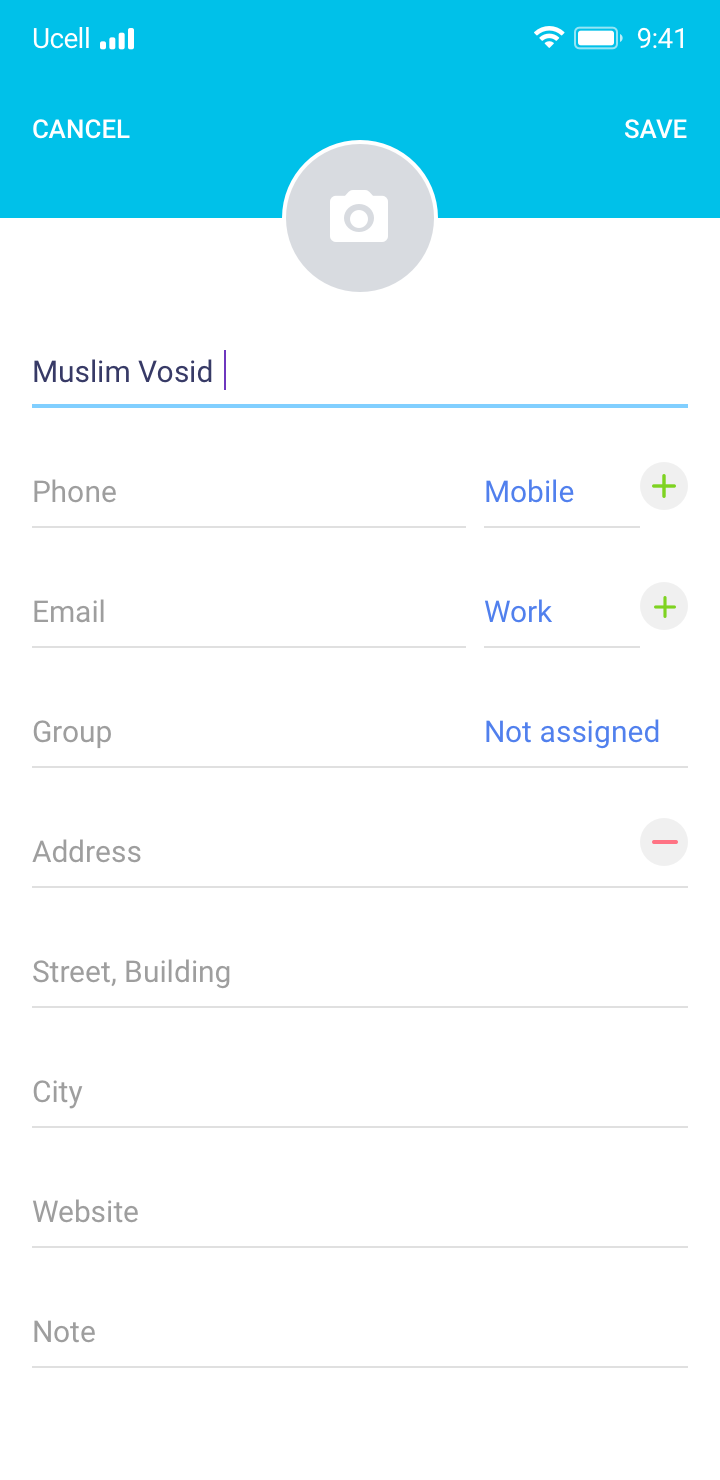 Ucell 9:41
CANCEL SAVE
Muslim Vosid
Phone Mobile
Email Work
Group Not assigned
Address
Street, Building
City
Website
Note